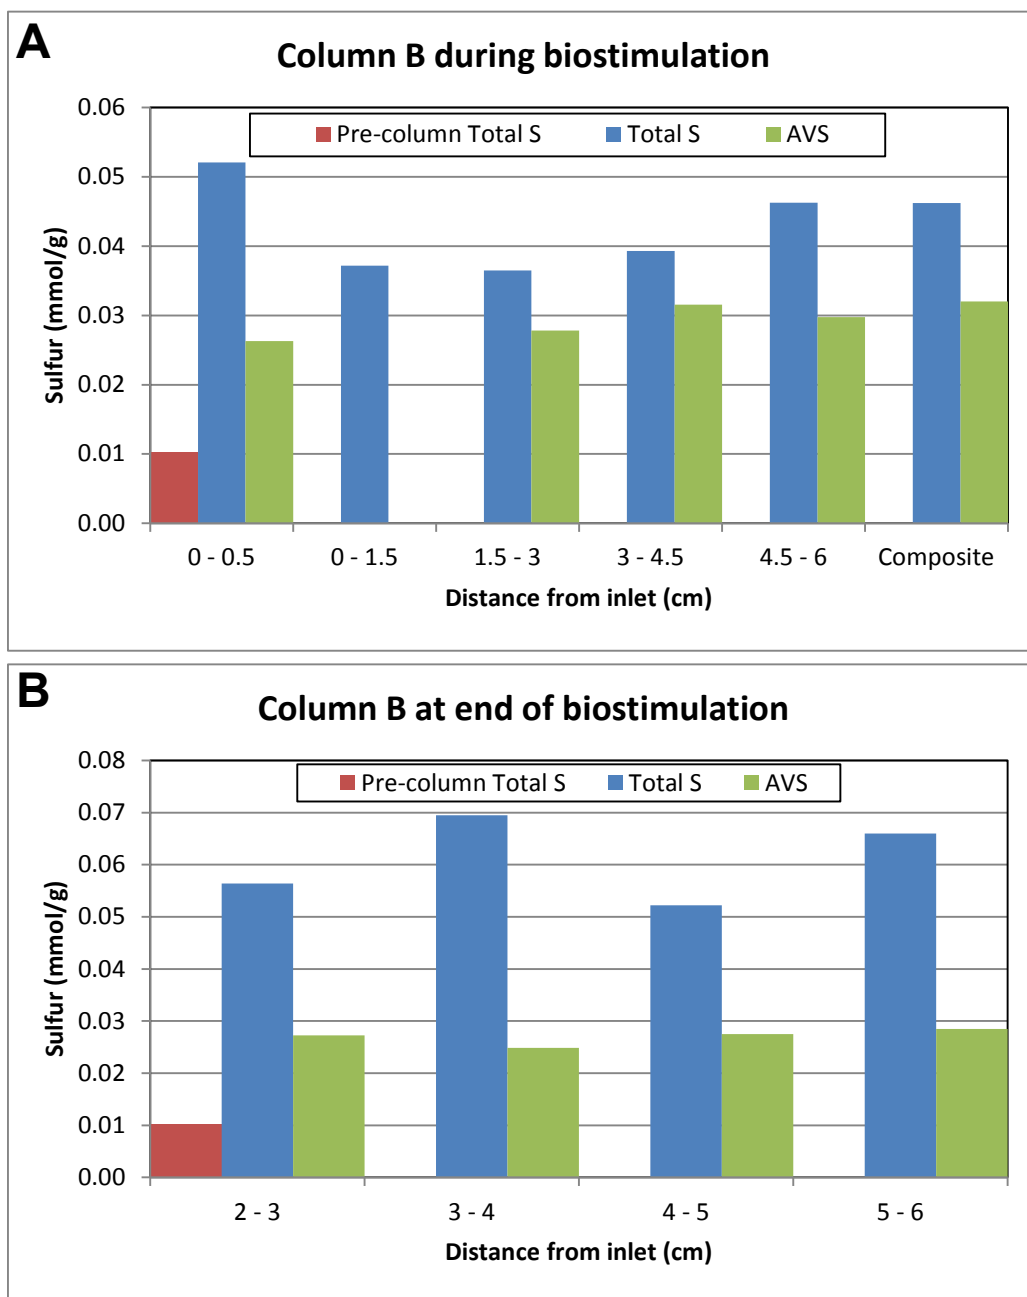 A
Column B during biostimulation
Pre-column Total S Total S AVS
Sulfur (mmol/g)
0.06
0.05
0.04
0.03
0.02
0.01
0.00
0 - 0.5 0 - 1.5 1.5 - 3 3 - 4.5 4.5 - 6 Composite
Distance from inlet (cm)
B
Column B at end of biostimulation
Pre-column Total S Total S AVS
Sulfur (mmol/g)
0.08
0.07
0.06
0.05
0.04
0.03
0.02
0.01
0.00
2 - 3 3 - 4 4 - 5 5 - 6
Distance from inlet (cm)